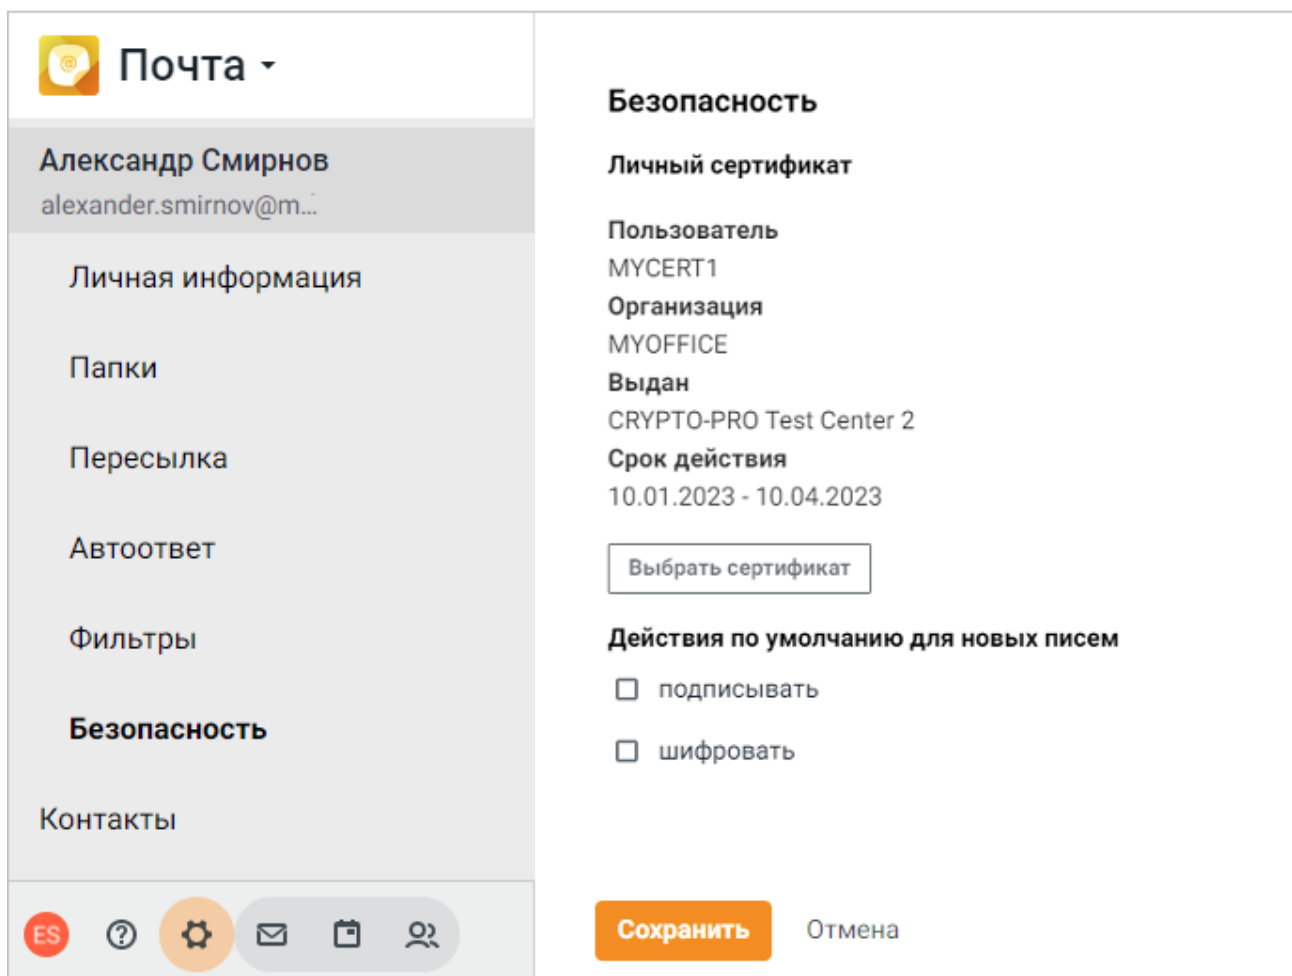 Почта
Александр Смирнов
alexander.smirnov@m...
Личная информация
Папки
Пересылка
Автоответ
Фильтры
Безопасность
Контакты
ES
Безопасность
Личный сертификат
Пользователь
MYCERT1
Организация
MYOFFICE
Выдан
CRYPTO-PRO Test Center 2
Срок действия
10.01.2023 - 10.04.2023
Выбрать сертификат
Действия по умолчанию для новых писем
подписывать
шифровать
Сохранить Отмена